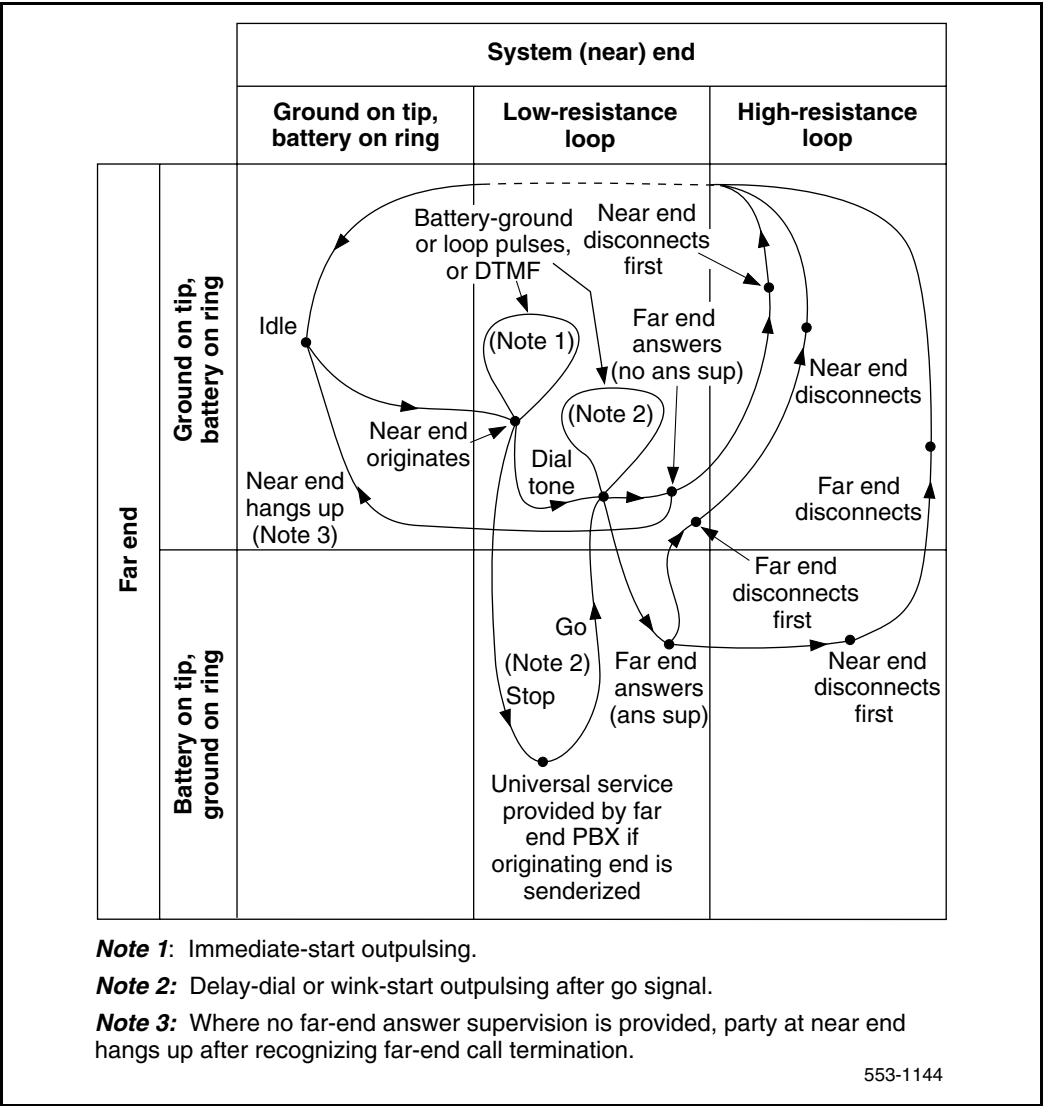 System (near) end
Ground on tip,
battery on ring
Low-resistance
loop
High-resistance
loop
Far end
Ground on tip,
battery on ring
Battery on tip,
ground on ring
Battery-ground
or loop pulses,
or DTMF
Near end
disconnects
first
Idle
(Note 1)
Far end
answers
(no ans sup)
Near end
disconnects
(Note 2)
Near end
originates
Dial
tone
Near end
hangs up
(Note 3)
Far end
disconnects
Far end
disconnects
first
Go
(Note 2)
Stop
Far end
answers
(ans sup)
Near end
disconnects
first
Universal service
provided by far
end PBX if
originating end is
senderized
Note 1: Immediate-start outpulsing.
Note 2: Delay-dial or wink-start outpulsing after go signal.
Note 3: Where no far-end answer supervision is provided, party at near end
hangs up after recognizing far-end call termination.
553-1144